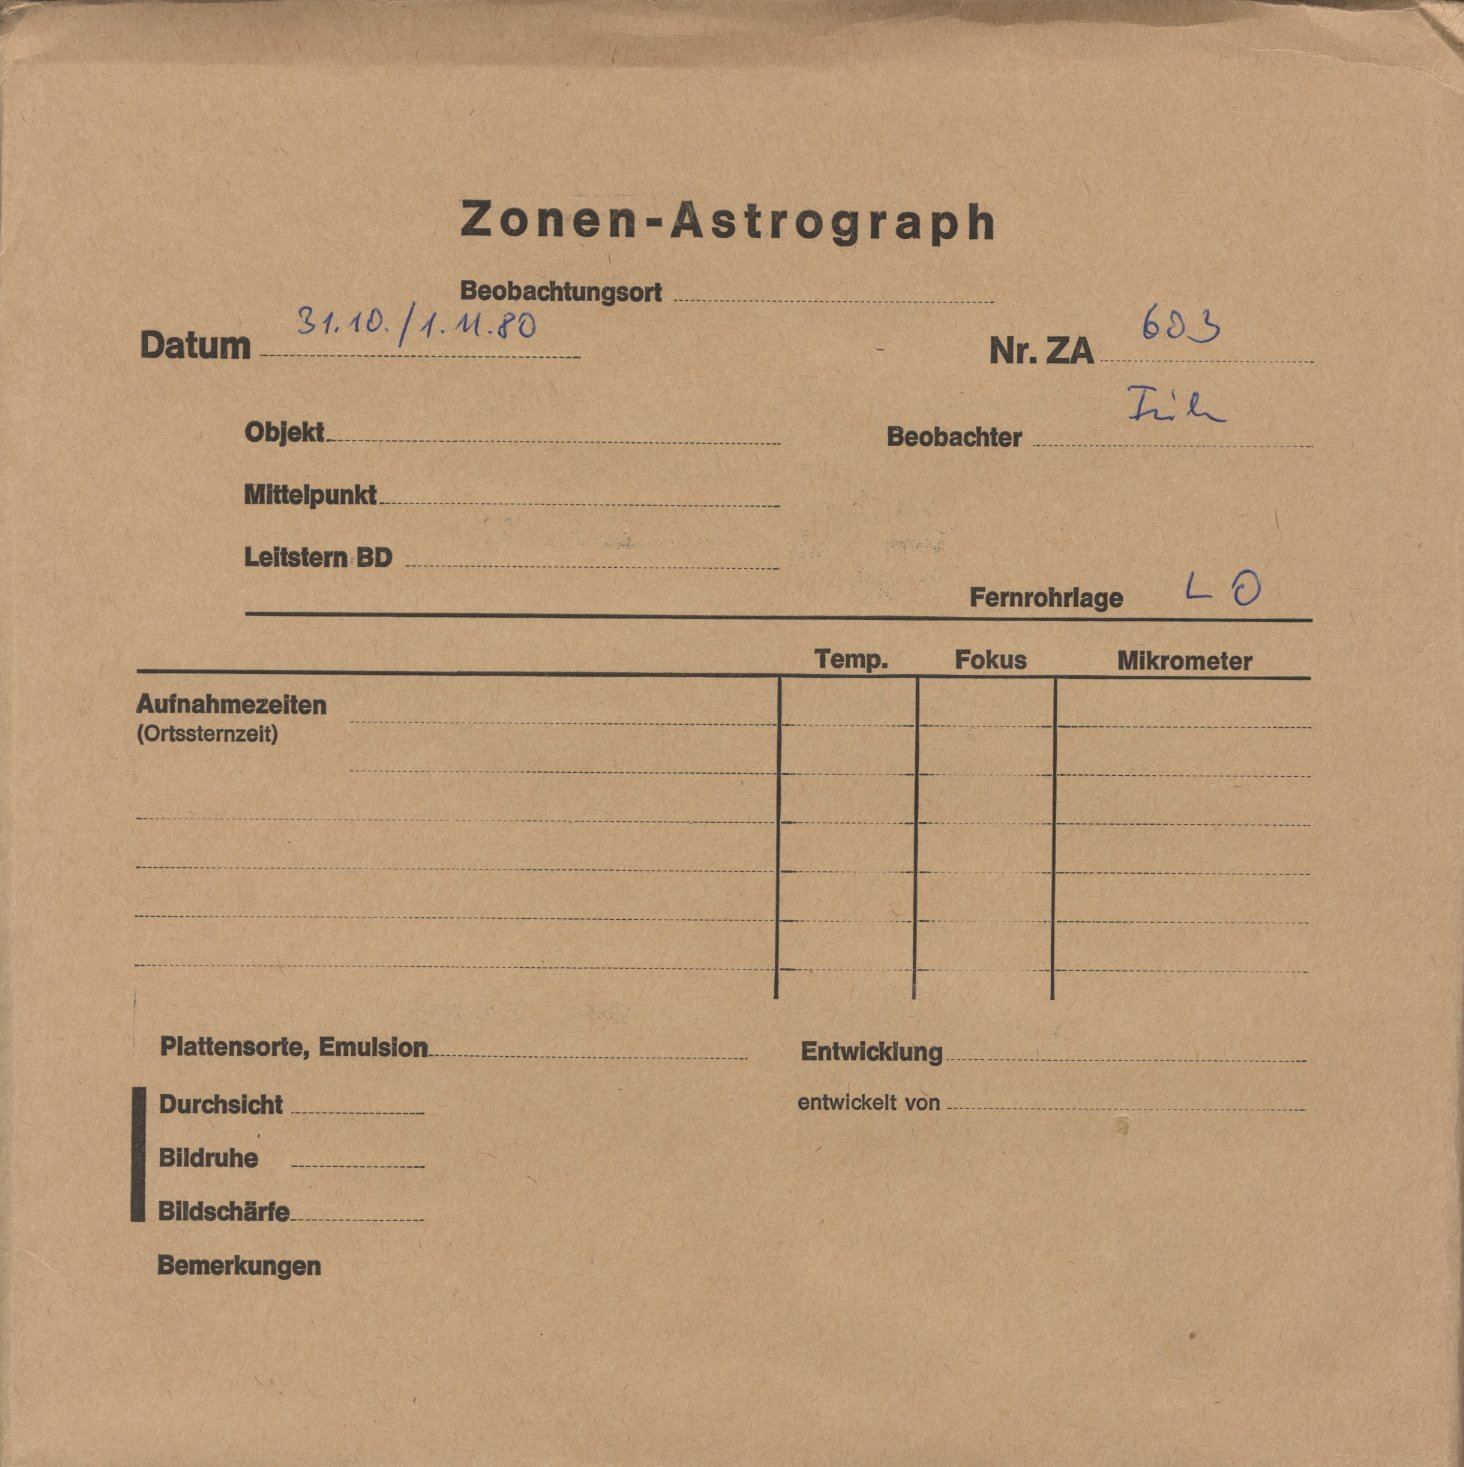 Zonen-Astrograph
Beobachtungsort
Datum 31.10./1.11.80
Nr. ZA 603
Objekt
Beobachter
Mittelpunkt
Leitstern BD
Fernrohrlage L O
Temp. Fokus Mikrometer
Aufnahmezeiten
(Ortssternzeit)
Plattensorte, Emulsion
Entwicklung
Durchsicht
entwickelt von
Bildruhe
Bildschärfe
Bemerkungen